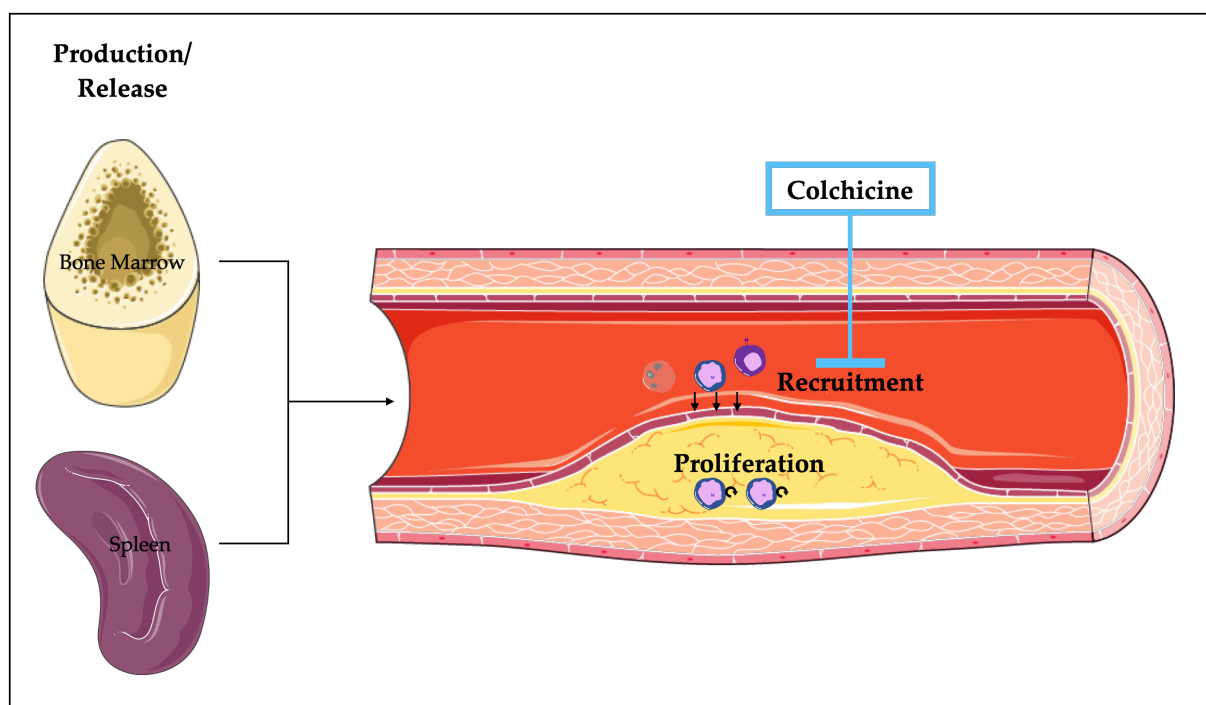 Production/
Release
Bone Marrow
Spleen
Colchicine
Recruitment
Proliferation